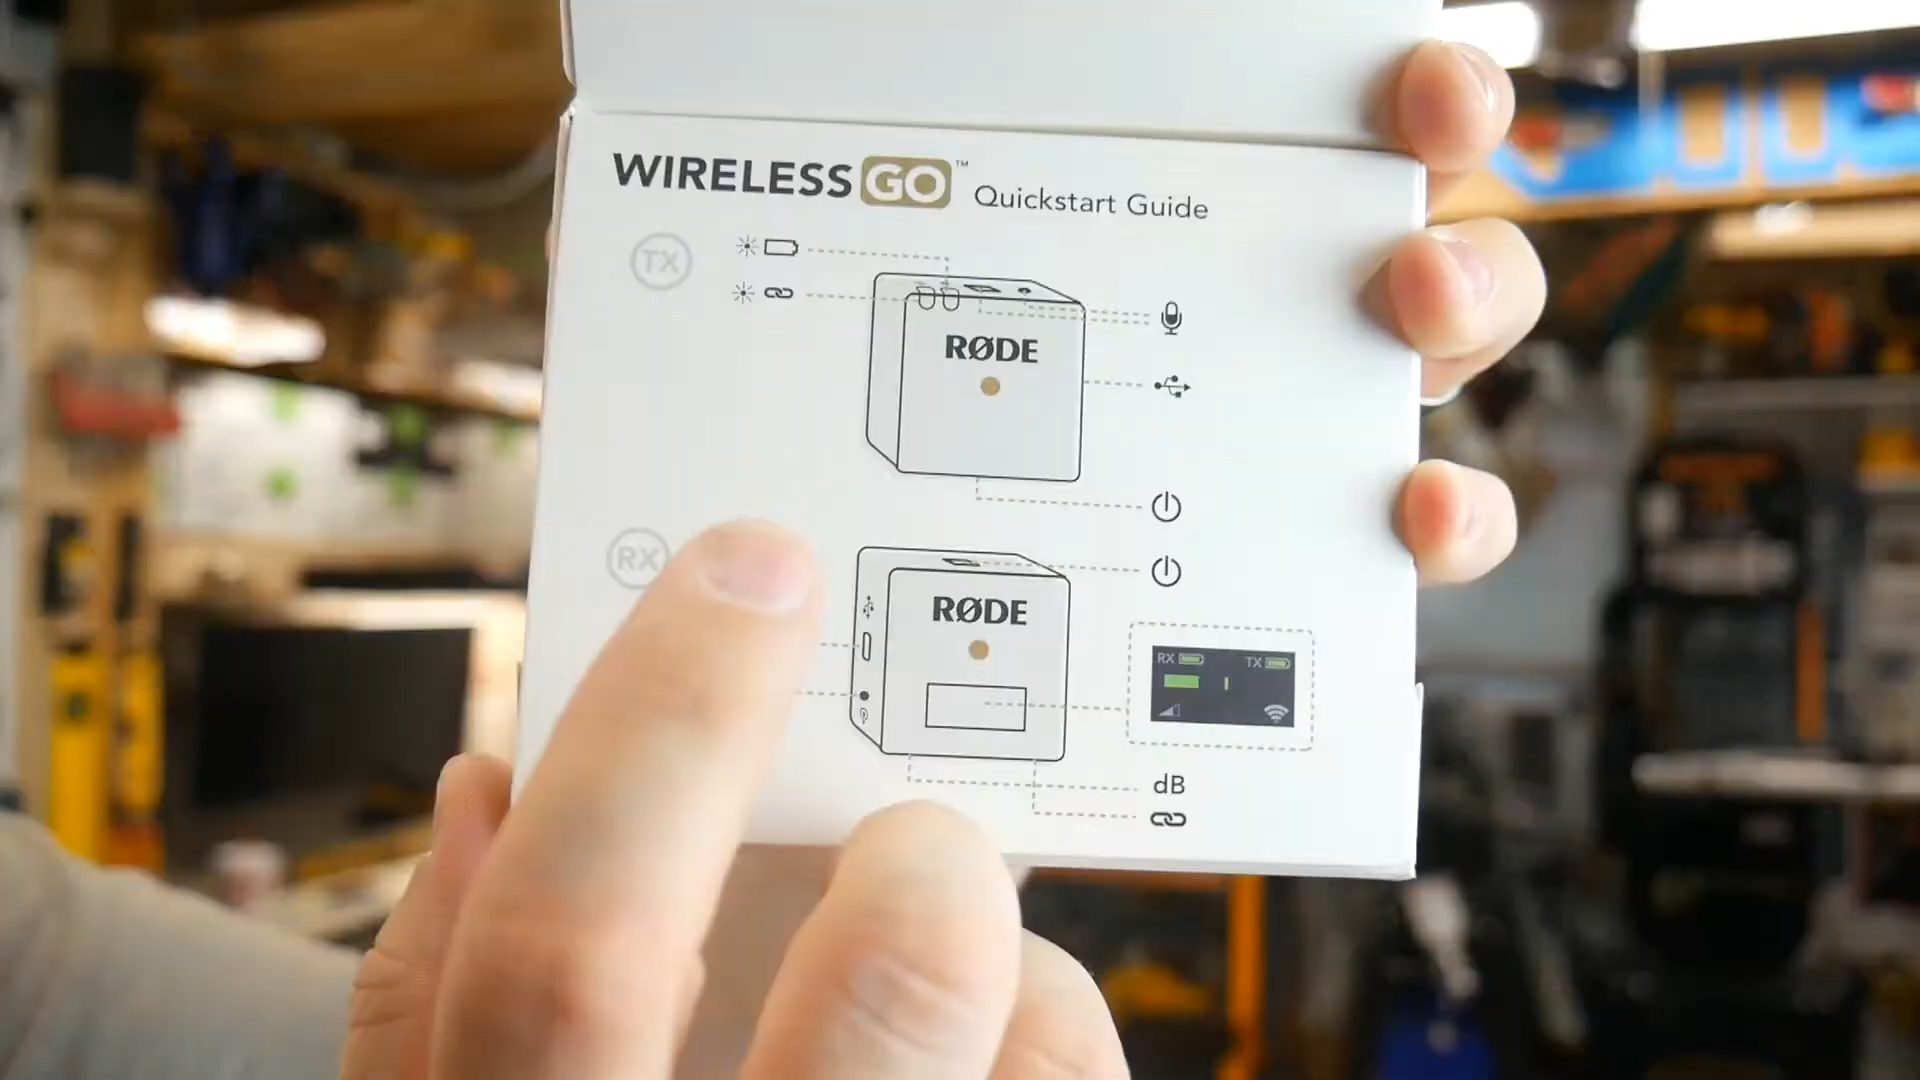 WIRELESS GO™ Quickstart Guide
TX
RØDE
RX
RØDE
RX TX
dB